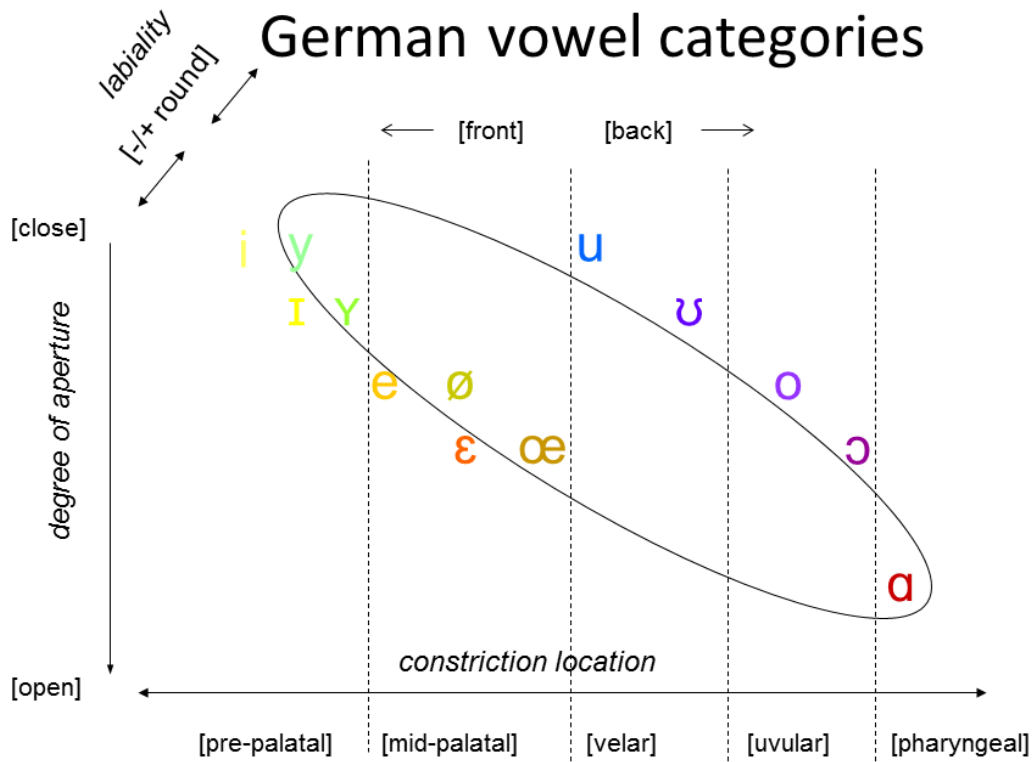 German vowel categories
labiality
[-/+ round]
[front] [back]
[close]
i y u
ɪ ʏ ʊ
e ø o
ɛ œ ɔ
degree of aperture
ɑ
constriction location
[open]
[pre-palatal] [mid-palatal] [velar] [uvular] [pharyngeal]